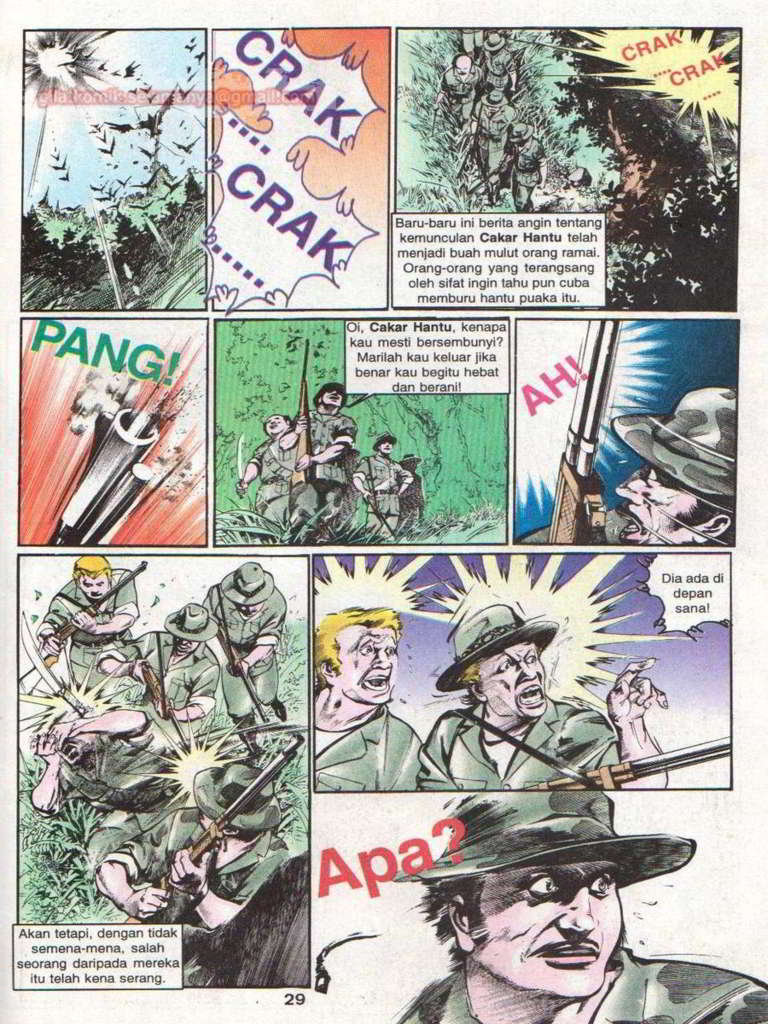 gilakomikselamanya@gmail.com
CRAK
....
CRAK
.....
CRAK
....
CRAK
....
Baru-baru ini berita angin tentang
kemunculan Cakar Hantu telah
menjadi buah mulut orang ramai.
Orang-orang yang terangsang
oleh sifat ingin tahu pun cuba
memburu hantu puaka itu.
PANG!
Oi, Cakar Hantu, kenapa
kau mesti bersembunyi?
Marilah kau keluar jika
benar kau begitu hebat
dan berani!
AH!
Akan tetapi, dengan tidak
semena-mena, salah
seorang daripada mereka
itu telah kena serang.
Dia ada di
depan
sana!
Apa?
29